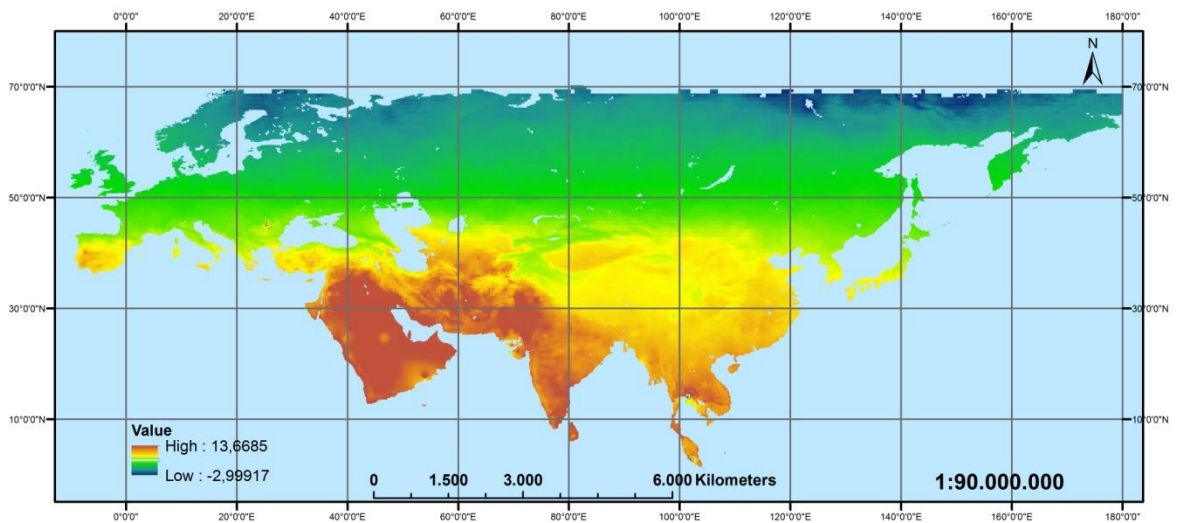 0°0'0" 20°0'0"E 40°0'0"E 60°0'0"E 80°0'0"E 100°0'0"E 120°0'0"E 140°0'0"E 160°0'0"E 180°0'0"
N
70°0'0"N 70°0'0"N
50°0'0"N 50°0'0"N
30°0'0"N 30°0'0"N
10°0'0"N 10°0'0"N
Value
High : 13,6685
Low : -2,99917
0 1.500 3.000 6.000 Kilometers
1:90.000.000
0°0'0" 20°0'0"E 40°0'0"E 60°0'0"E 80°0'0"E 100°0'0"E 120°0'0"E 140°0'0"E 160°0'0"E 180°0'0"